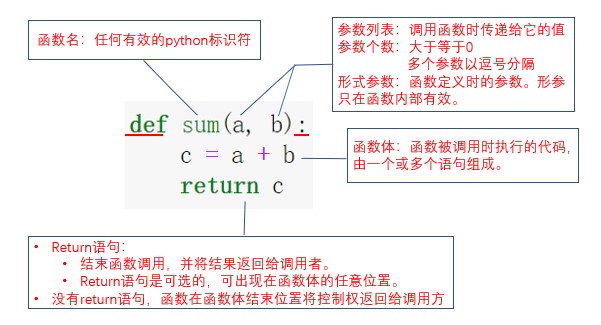 函数名：任何有效的python标识符
参数列表：调用函数时传递给它的值
参数个数：大于等于0
多个参数以逗号分隔
形式参数：函数定义时的参数。形参
只在函数内部有效。
def sum(a, b):
c = a + b
return c
函数体：函数被调用时执行的代码，
由一个或多个语句组成。
• Return语句：
• 结束函数调用，并将结果返回给调用者。
• Return语句是可选的，可出现在函数体的任意位置。
• 没有return语句，函数在函数体结束位置将控制权返回给调用方